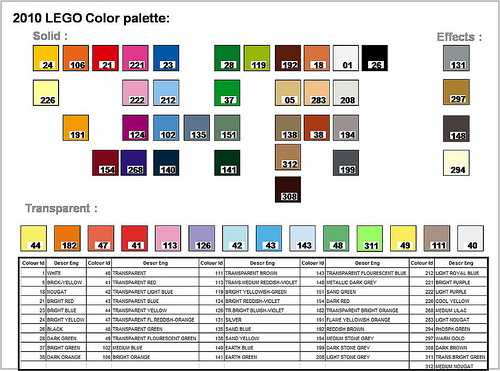 2010 LEGO Color palette:
Solid :
Effects :
24 106 21 221 23 28 119 192 18 01 26 131
226 222 212 37 05 283 208 297
191 124 102 135 151 138 38 194 148
154 268 140 141 312 199 294
308
Transparent :
44 182 47 41 113 126 42 43 143 48 311 49 111 40
Colour Id Descr Eng Colour Id Descr Eng Colour Id Descr Eng Colour Id Descr Eng Colour Id Descr Eng
1 WHITE 40 TRANSPARENT 111 TRANSPARENT BROWN 143 TRANSPARENT FLOURESCENT BLUE 212 LIGHT ROYAL BLUE
5 BRICK-YELLOW 41 TRANSPARENT RED 113 TRANS.MEDIUM REDDISH-VIOLET 148 METALLIC DARK GREY 221 BRIGHT PURPLE
18 NOUGAT 42 TRANSPARENT LIGHT BLUE 119 BRIGHT YELLOWISH-GREEN 151 SAND GREEN 222 LIGHT PURPLE
21 BRIGHT RED 43 TRANSPARENT BLUE 124 BRIGHT REDDISH-VIOLET 154 DARK RED 226 COOL YELLOW
23 BRIGHT BLUE 44 TRANSPARENT YELLOW 126 TR.BRIGHT BLUISH-VIOLET 182 TRANSPARENT BRIGHT ORANGE 268 MEDIUM LILAC
24 BRIGHT YELLOW 47 TRANSPARENT FL.REDDISH-ORANGE 131 SILVER 191 FLAME YELLOWISH ORANGE 283 LIGHT NOUGAT
26 BLACK 48 TRANSPARENT GREEN 135 SAND BLUE 192 REDDISH BROWN 294 PHOSPH.GREEN
28 DARK GREEN 49 TRANSPARENT FLOURESCENT GREEN 138 SAND YELLOW 194 MEDIUM STONE GREY 297 WARM GOLD
37 BRIGHT GREEN 102 MEDIUM BLUE 140 EARTH BLUE 199 DARK STONE GREY 308 DARK BROWN
38 DARK ORANGE 106 BRIGHT ORANGE 141 EARTH GREEN 208 LIGHT STONE GREY 311 TRANS.BRIGHT GREEN
312 MEDIUM NOUGAT